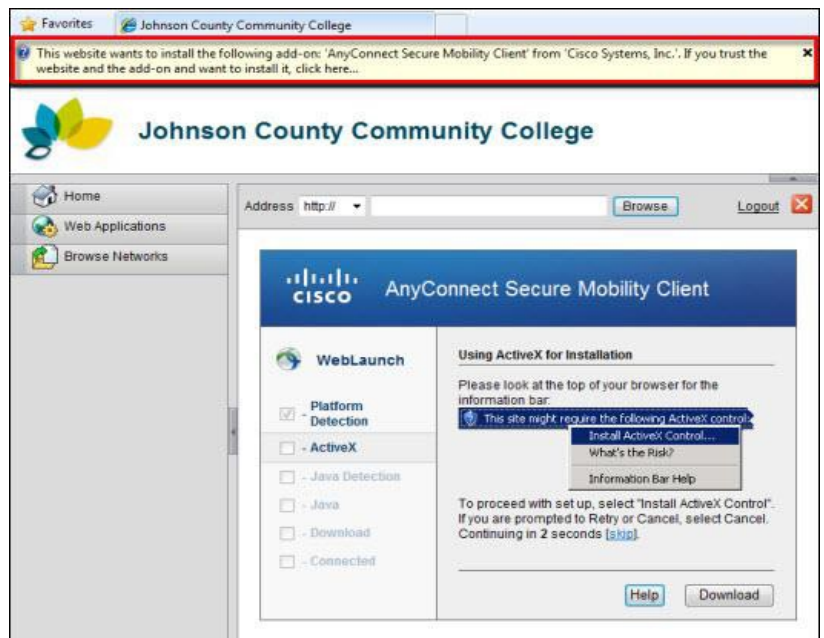 Favorites
Johnson County Community College
This website wants to install the following add-on: 'AnyConnect Secure Mobility Client' from 'Cisco Systems, Inc.'. If you trust the
website and the add-on and want to install it, click here...
Johnson County Community College
Home
Web Applications
Browse Networks
Address http:// Browse Logout
CISCO AnyConnect Secure Mobility Client
WebLaunch
- Platform
Detection
- ActiveX
- Java Detection
- Java
- Download
- Connected
Using ActiveX for Installation
Please look at the top of your browser for the
information bar:
This site might require the following ActiveX control:
Install ActiveX Control...
What's the Risk?
Information Bar Help
To proceed with set up, select "Install ActiveX Control".
If you are prompted to Retry or Cancel, select Cancel.
Continuing in 2 seconds [skip].
Help Download